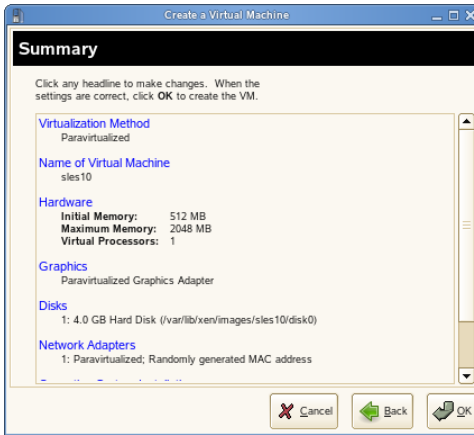 Create a Virtual Machine
Summary
Click any headline to make changes. When the
settings are correct, click OK to create the VM.
Virtualization Method
Paravirtualized
Name of Virtual Machine
sles10
Hardware
Initial Memory: 512 MB
Maximum Memory: 2048 MB
Virtual Processors: 1
Graphics
Paravirtualized Graphics Adapter
Disks
1: 4.0 GB Hard Disk (/var/lib/xen/images/sles10/disk0)
Network Adapters
1: Paravirtualized; Randomly generated MAC address
Cancel
Back
OK